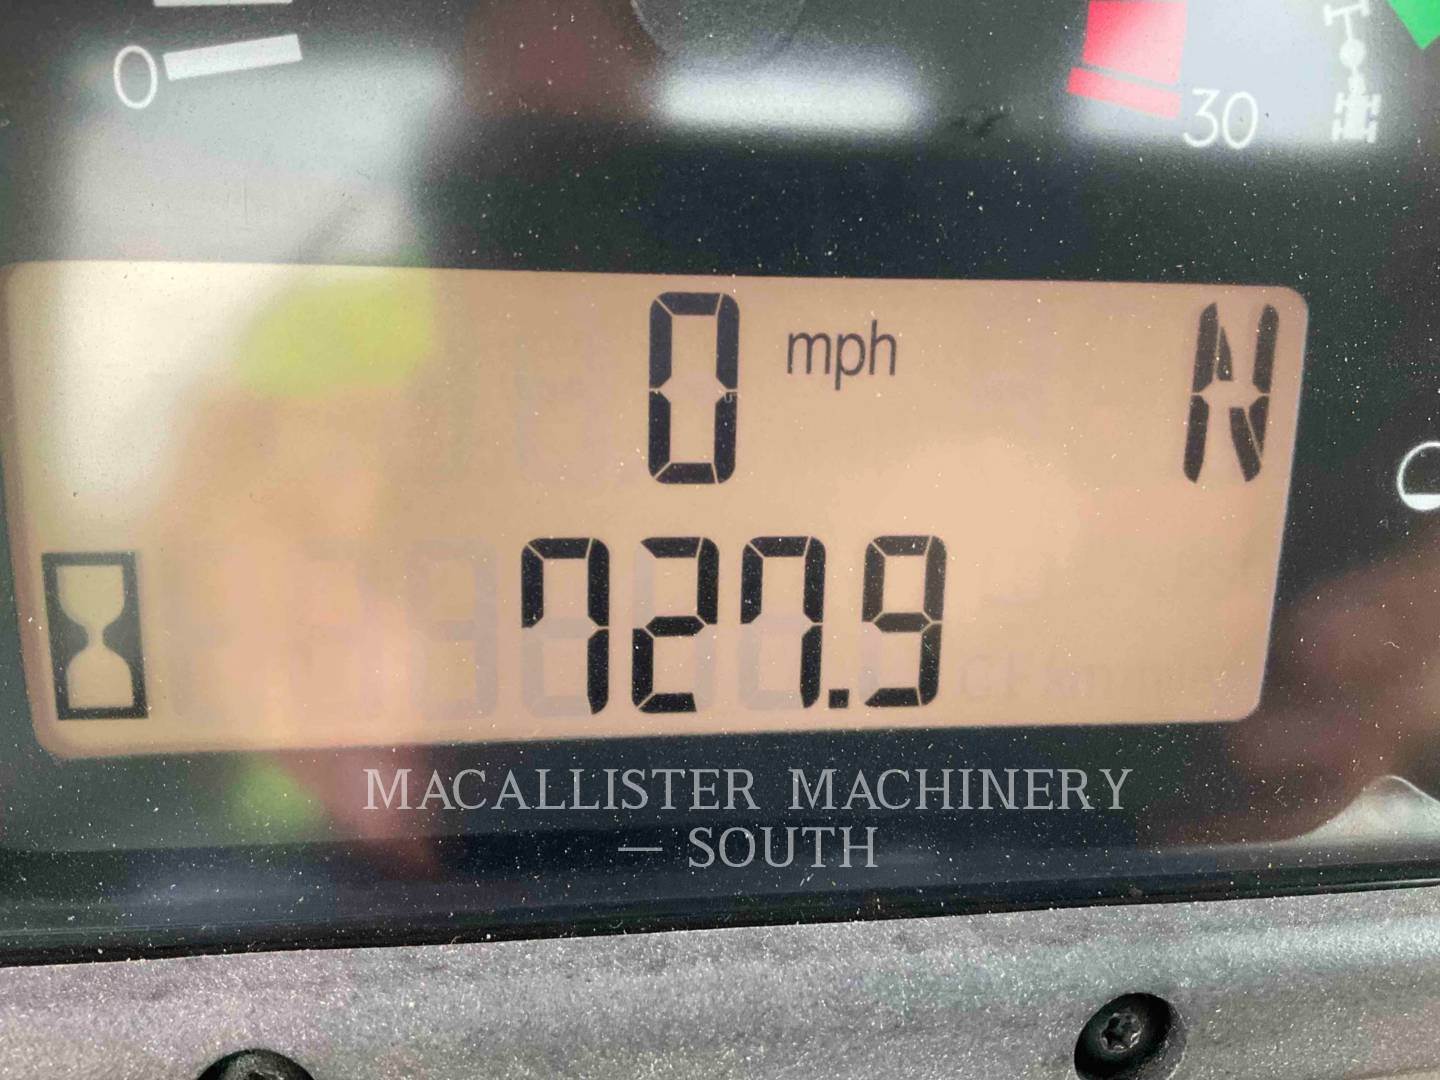 0
30
0 mph N
727.9
MACALLISTER MACHINERY
— SOUTH